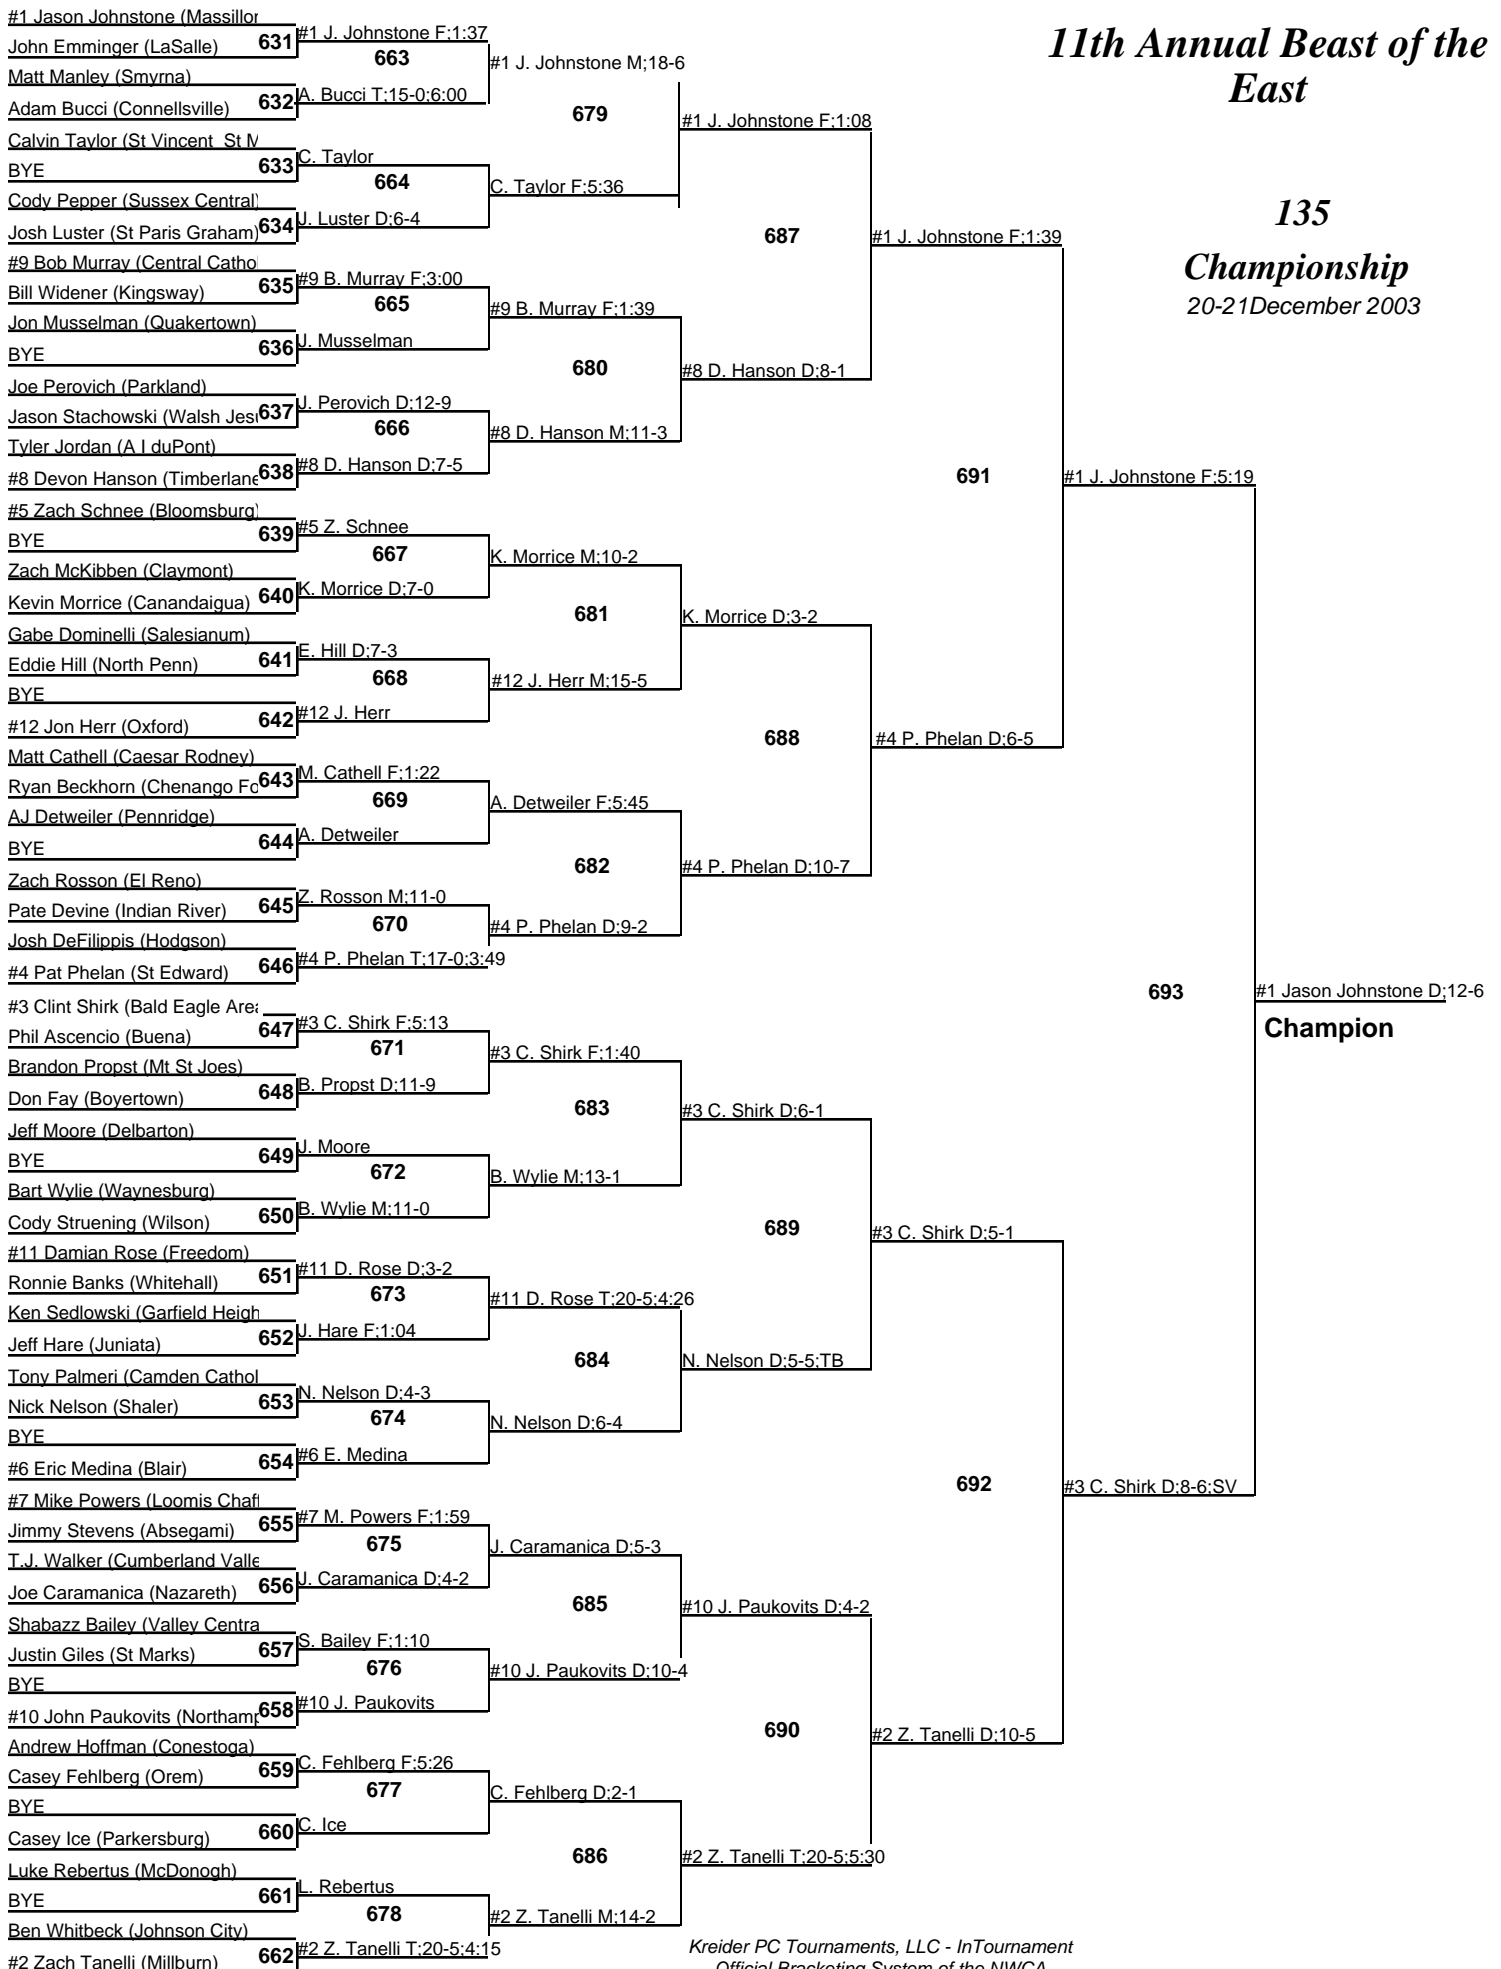 11th Annual Beast of the
East
135
Championship
20-21December 2003
#1 Jason Johnstone (Massillon
John Emminger (LaSalle)
631
Matt Manley (Smyrna)
Adam Bucci (Connellsville)
632
Calvin Taylor (St Vincent St M
BYE
633
Cody Pepper (Sussex Central)
Josh Luster (St Paris Graham)
634
#9 Bob Murray (Central Cathol
Bill Widener (Kingsway)
635
Jon Musselman (Quakertown)
BYE
636
Joe Perovich (Parkland)
Jason Stachowski (Walsh Jesu
637
Tyler Jordan (A I duPont)
#8 Devon Hanson (Timberlane
638
#5 Zach Schnee (Bloomsburg)
BYE
639
Zach McKibben (Claymont)
Kevin Morrice (Canandaigua)
640
Gabe Dominelli (Salesianum)
Eddie Hill (North Penn)
641
BYE
#12 Jon Herr (Oxford)
642
Matt Cathell (Caesar Rodney)
Ryan Beckhorn (Chenango Fo
643
AJ Detweiler (Pennridge)
BYE
644
Zach Rosson (El Reno)
Pate Devine (Indian River)
645
Josh DeFilippis (Hodgson)
#4 Pat Phelan (St Edward)
646
#3 Clint Shirk (Bald Eagle Area
Phil Ascencio (Buena)
647
Brandon Propst (Mt St Joes)
Don Fay (Boyertown)
648
Jeff Moore (Delbarton)
BYE
649
Bart Wylie (Waynesburg)
Cody Struening (Wilson)
650
#11 Damian Rose (Freedom)
Ronnie Banks (Whitehall)
651
Ken Sedlowski (Garfield Heigh
Jeff Hare (Juniata)
652
Tony Palmeri (Camden Cathol
Nick Nelson (Shaler)
653
BYE
#6 Eric Medina (Blair)
654
#7 Mike Powers (Loomis Chaff
Jimmy Stevens (Absegami)
655
T.J. Walker (Cumberland Valle
Joe Caramanica (Nazareth)
656
Shabazz Bailey (Valley Centra
Justin Giles (St Marks)
657
BYE
#10 John Paukovits (Northamp
658
Andrew Hoffman (Conestoga)
Casey Fehlberg (Orem)
659
BYE
Casey Ice (Parkersburg)
660
Luke Rebertus (McDonogh)
BYE
661
Ben Whitbeck (Johnson City)
#2 Zach Tanelli (Millburn)
662
#1 J. Johnstone F;1:37
663
A. Bucci T;15-0;6:00
C. Taylor
664
J. Luster D;6-4
#9 B. Murray F;3:00
665
J. Musselman
J. Perovich D;12-9
666
#8 D. Hanson D;7-5
#5 Z. Schnee
667
K. Morrice D;7-0
E. Hill D;7-3
668
#12 J. Herr
M. Cathell F;1:22
669
A. Detweiler
Z. Rosson M;11-0
670
#4 P. Phelan T;17-0;3:49
#3 C. Shirk F;5:13
671
B. Propst D;11-9
J. Moore
672
B. Wylie M;11-0
#11 D. Rose D;3-2
673
J. Hare F;1:04
N. Nelson D;4-3
674
#6 E. Medina
#7 M. Powers F;1:59
675
J. Caramanica D;4-2
S. Bailey F;1:10
676
#10 J. Paukovits
C. Fehlberg F;5:26
677
C. Ice
L. Rebertus
678
#2 Z. Tanelli T;20-5;4:15
#1 J. Johnstone M;18-6
679
C. Taylor F;5:36
#9 B. Murray F;1:39
680
#8 D. Hanson M;11-3
K. Morrice M;10-2
681
#12 J. Herr M;15-5
A. Detweiler F;5:45
682
#4 P. Phelan D;9-2
#3 C. Shirk F;1:40
683
B. Wylie M;13-1
#11 D. Rose T;20-5;4:26
684
N. Nelson D;6-4
J. Caramanica D;5-3
685
#10 J. Paukovits D;10-4
C. Fehlberg D;2-1
686
#2 Z. Tanelli M;14-2
#1 J. Johnstone F;1:08
687
#8 D. Hanson D;8-1
K. Morrice D;3-2
688
#4 P. Phelan D;10-7
#3 C. Shirk D;6-1
689
N. Nelson D;5-5;TB
#10 J. Paukovits D;4-2
690
#2 Z. Tanelli T;20-5;5:30
#1 J. Johnstone F;1:39
691
#4 P. Phelan D;6-5
#3 C. Shirk D;5-1
692
#2 Z. Tanelli D;10-5
#1 J. Johnstone F;5:19
693
#3 C. Shirk D;8-6;SV
#1 Jason Johnstone D;12-6
Champion
Kreider PC Tournaments, LLC - InTournament
Official Bracketing System of the NWCA